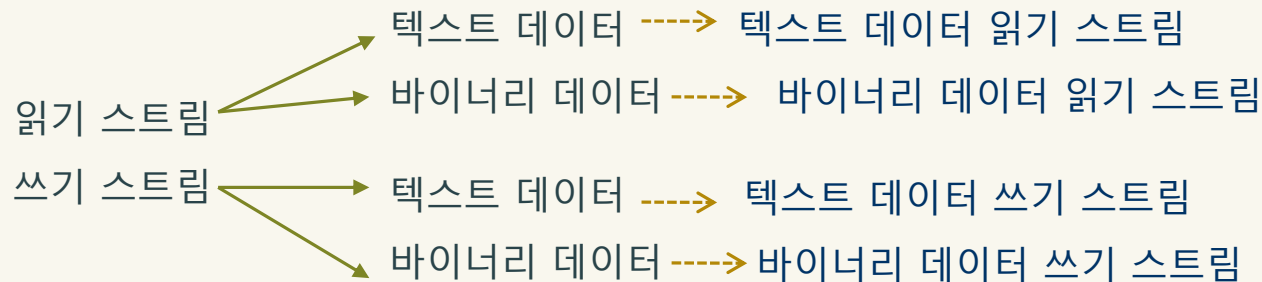 텍스트 데이터 텍스트 데이터 읽기 스트림
바이너리 데이터 바이너리 데이터 읽기 스트림
읽기 스트림
쓰기 스트림
텍스트 데이터 텍스트 데이터 쓰기 스트림
바이너리 데이터 바이너리 데이터 쓰기 스트림